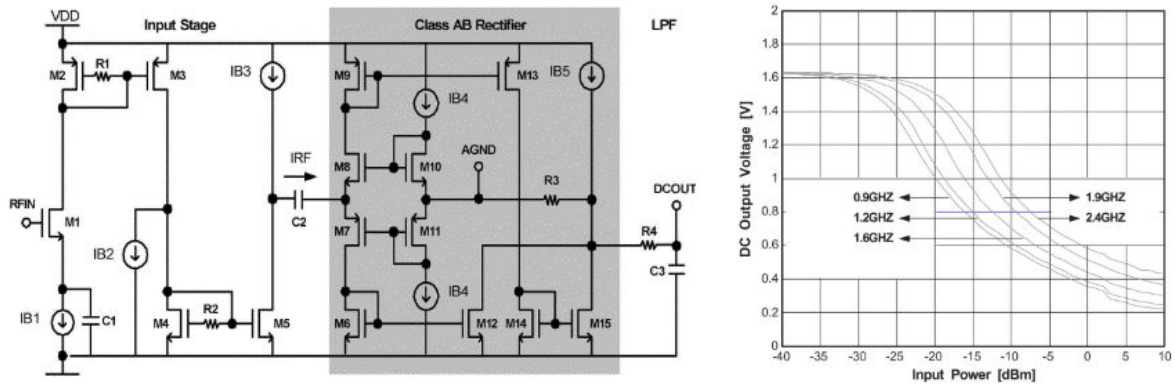 VDD
Input Stage
Class AB Rectifier
LPF
R1
M2
M3
IB3
M9
M13
IB5
IB4
M8
M10
AGND
IRF
R3
DCOUT
RFIN
M1
C2
M7
M11
R4
IB2
C3
IB4
IB1
C1
R2
M4
M5
M6
M12
M14
M15
DC Output Voltage [V]
2
1.8
1.6
1.4
1.2
1
0.8
0.6
0.4
0.2
0
0.9GHZ
1.2GHZ
1.6GHZ
1.9GHZ
2.4GHZ
-40
-35
-30
-25
-20
-15
-10
-5
0
5
10
Input Power [dBm]